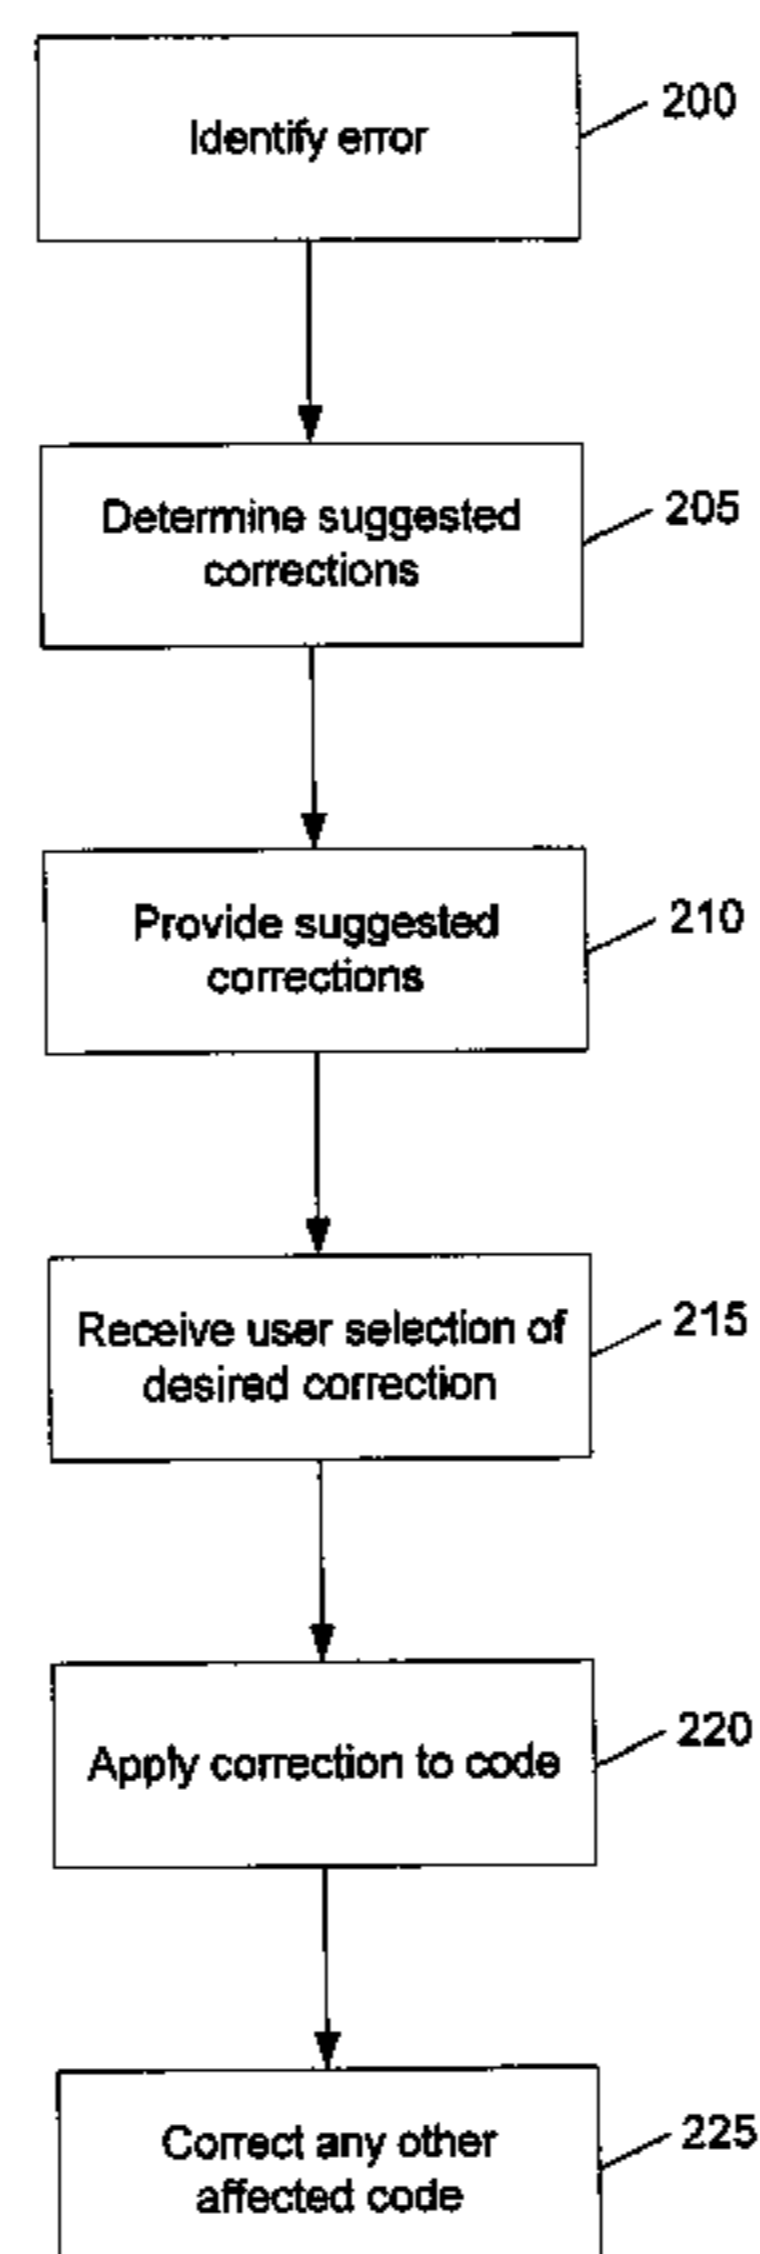 Identify error
200
Determine suggested
corrections
205
Provide suggested
corrections
210
Receive user selection of
desired correction
215
Apply correction to code
220
Correct any other
affected code
225